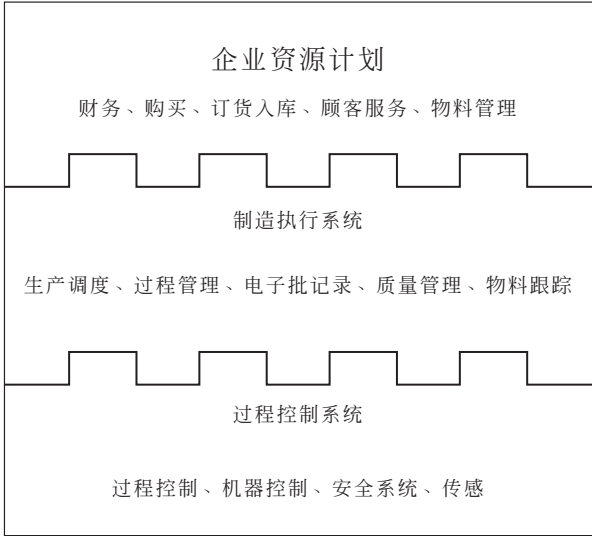 企业资源计划
财务、购买、订货入库、顾客服务、物料管理
制造执行系统
生产调度、过程管理、电子批记录、质量管理、物料跟踪
过程控制系统
过程控制、机器控制、安全系统、传感